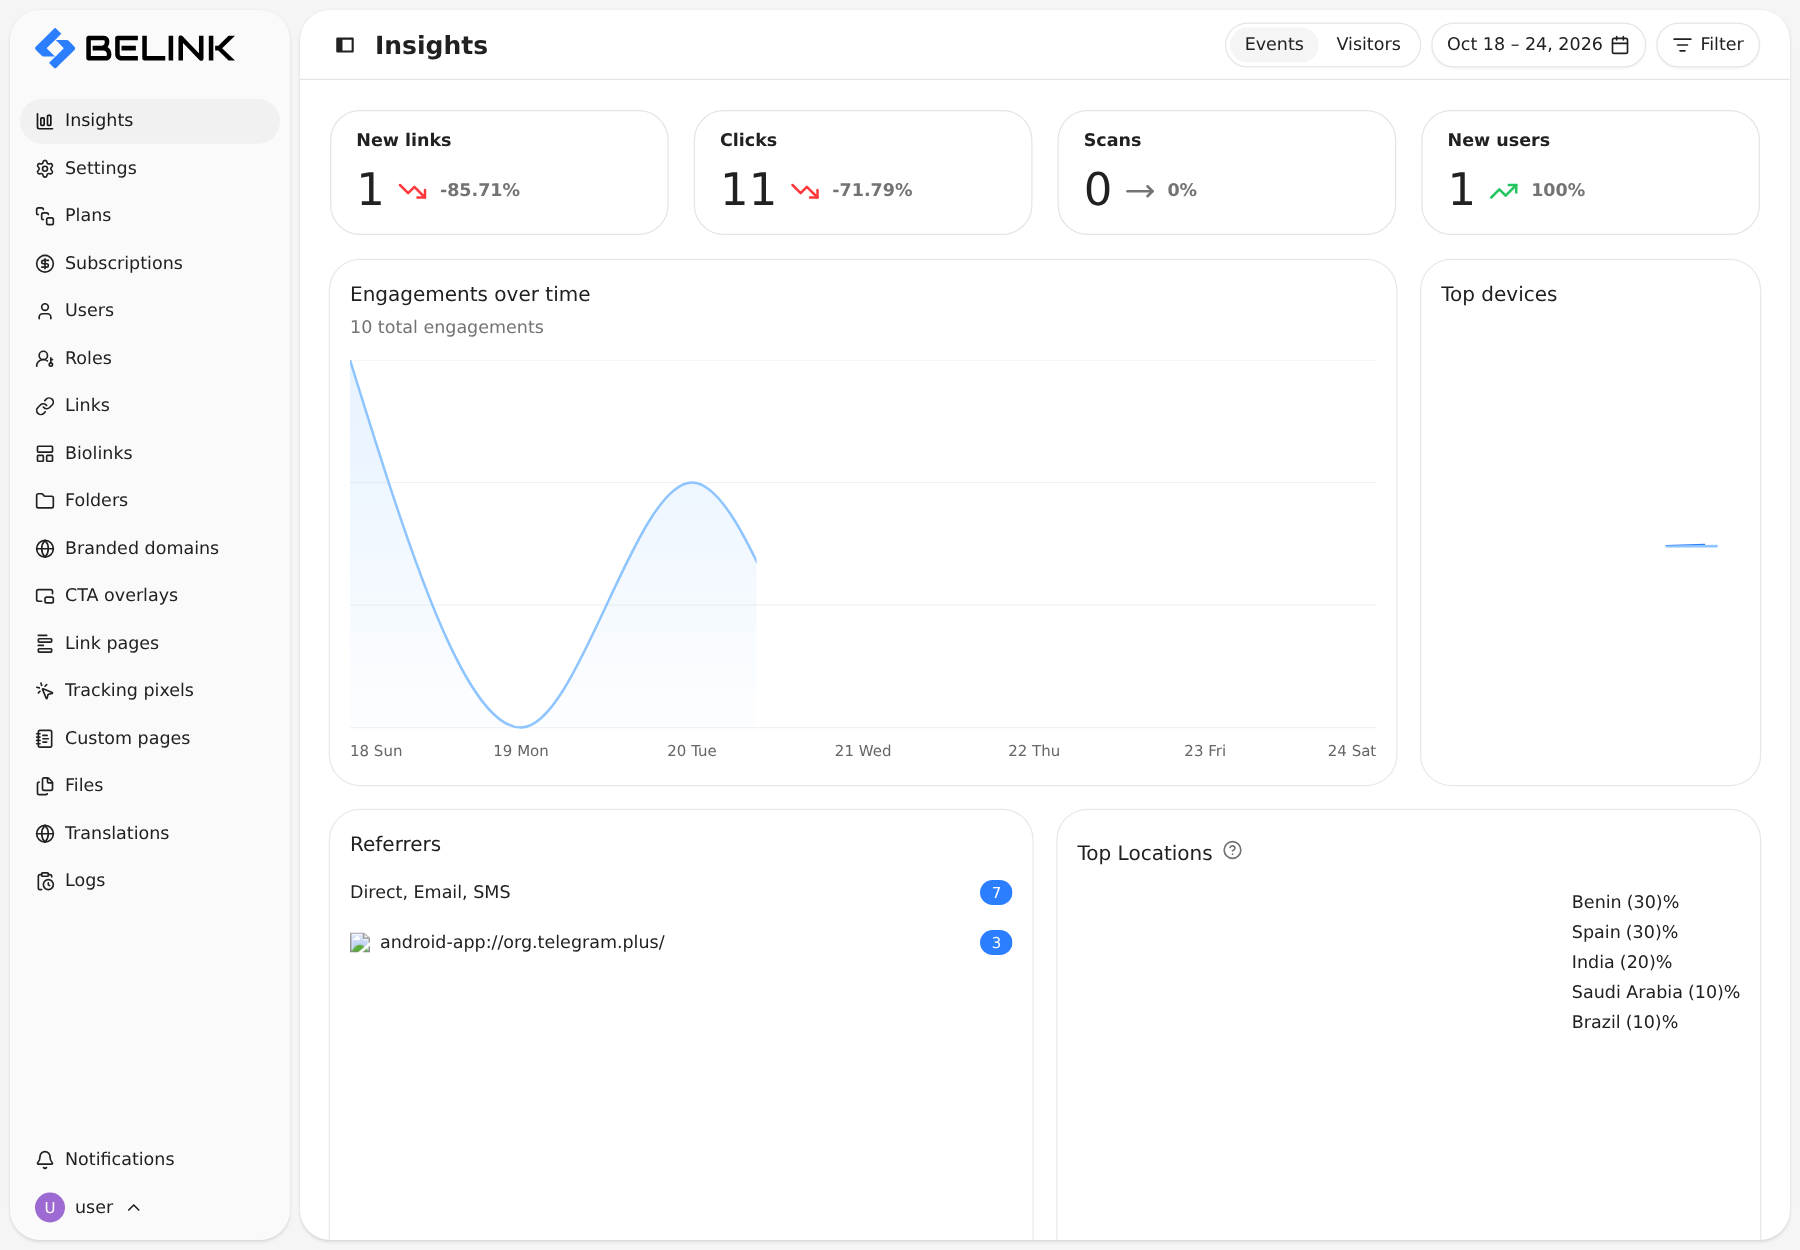 BELINK
Insights
Settings
Plans
Subscriptions
Users
Roles
Links
Biolinks
Folders
Branded domains
CTA overlays
Link pages
Tracking pixels
Custom pages
Files
Translations
Logs
Notifications
U user
Insights
Events Visitors Oct 18 – 24, 2026 Filter
New links
1 -85.71%
Clicks
11 -71.79%
Scans
0 0%
New users
1 100%
Engagements over time
10 total engagements
18 Sun 19 Mon 20 Tue 21 Wed 22 Thu 23 Fri 24 Sat
Top devices
Referrers
Direct, Email, SMS 7
android-app://org.telegram.plus/ 3
Top Locations
Benin (30)%
Spain (30)%
India (20)%
Saudi Arabia (10)%
Brazil (10)%